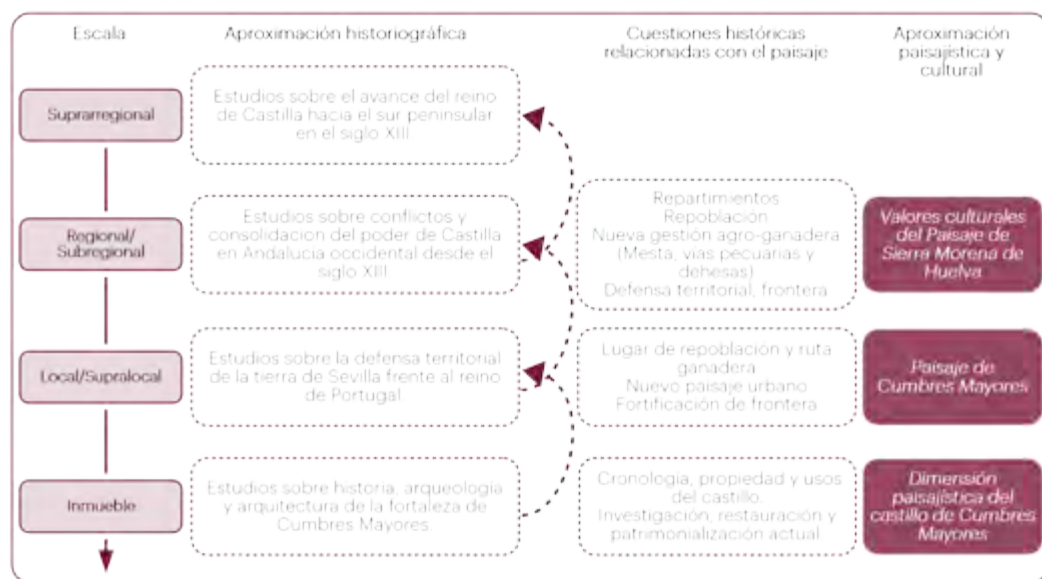 Escala
Aproximación historiográfica
Cuestiones históricas
relacionadas con el paisaje
Aproximación
paisajística y
cultural
Suprarregional
Estudios sobre el avance del reino
de Castilla hacia el sur peninsular
en el siglo XIII
Regional/
Subregional
Estudios sobre conflictos y
consolidacion del poder de Castilla
en Andalucía occidental desde el
siglo XIII
Repartimientos
Repoblación
Nueva gestión agro-ganadera
(Mesta, vías pecuarias y
dehesas)
Defensa territorial, frontera
Valores culturales
del Paisaje de
Sierra Morena de
Huelva
Local/Supralocal
Estudios sobre la defensa territorial
de la tierra de Sevilla frente al reino
de Portugal
Lugar de repoblación y ruta
ganadera
Nuevo paisaje urbano
Fortificación de frontera
Paisaje de
Cumbres Mayores
Inmueble
Estudios sobre historia, arqueología
y arquitectura de la fortaleza de
Cumbres Mayores
Cronología, propiedad y usos
del castillo.
Investigación, restauración y
patrimonialización actual
Dimensión
paisajística del
castillo de Cumbres
Mayores